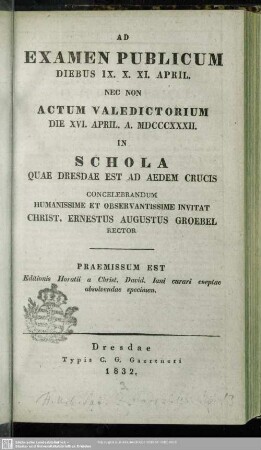 AD
EXAMEN PUBLICUM
DIEBUS IX. X. XI. APRIL.
NEC NON
ACTUM VALEDICTORIUM
DIE XVI. APRIL. A. MDCCCXXXII.
IN
SCHOLA
QUAE DRESDAE EST AD AEDEM CRUCIS
CONCELEBRANDUM
HUMANISSIME ET OBSERVANTISSIME INVITAT
CHRIST. ERNESTUS AUGUSTUS GROEBEL
RECTOR
PRAEMISSUM EST
Editionis Horatii a Christ. David. Iani curari coeptae
absolvendae specimen.
Dresdae
Typis C. G. Gaertneri
1832.